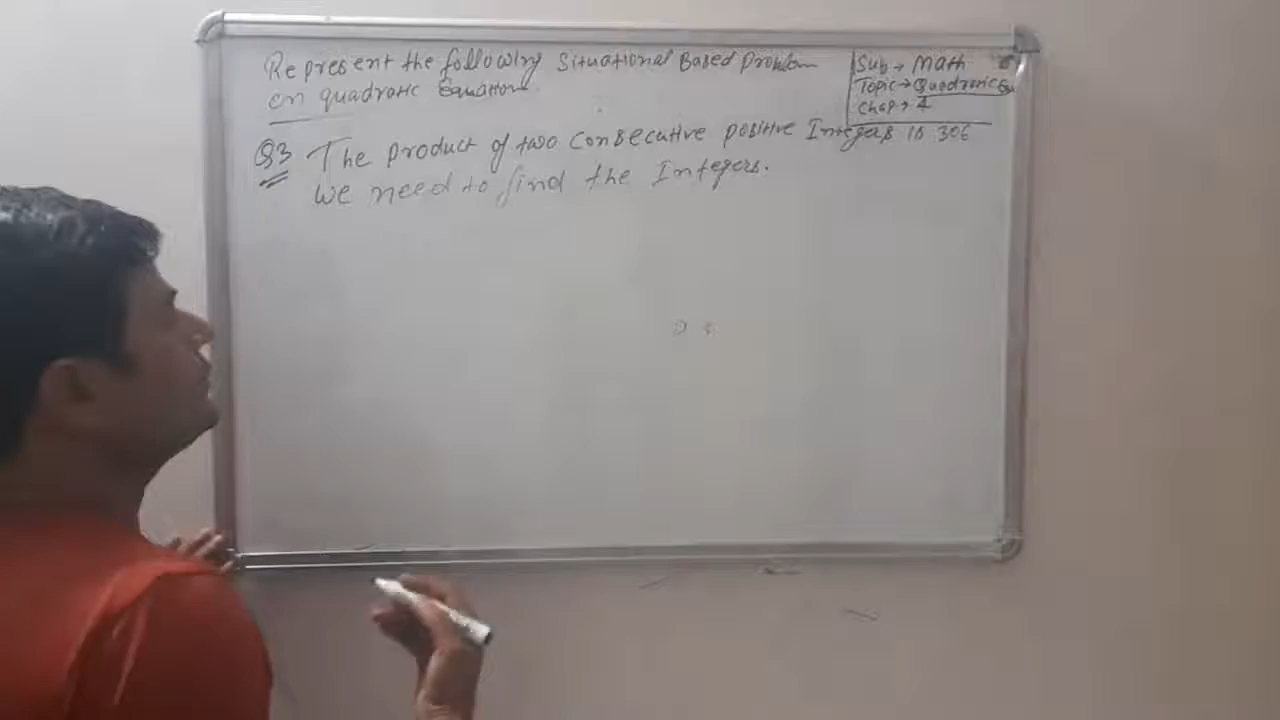 Represent the following Situational Based Problem
on quadratic Equation.
Sub → Math
Topic → Quadratic Eq
Chap → 4
Q3 The product of two consecutive positive Integers is 306
We need to find the Integers.